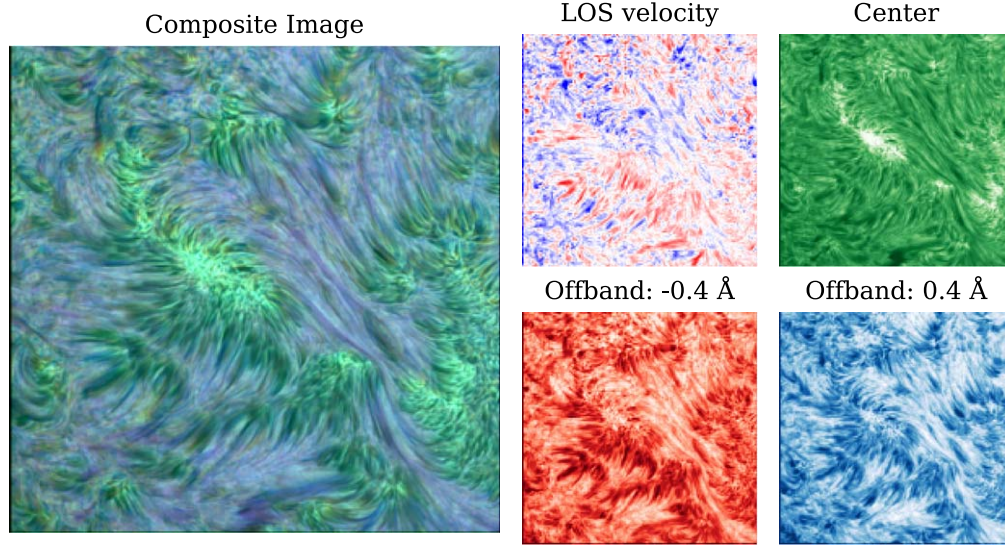 Composite Image
LOS velocity
Center
Offband: -0.4 Å
Offband: 0.4 Å